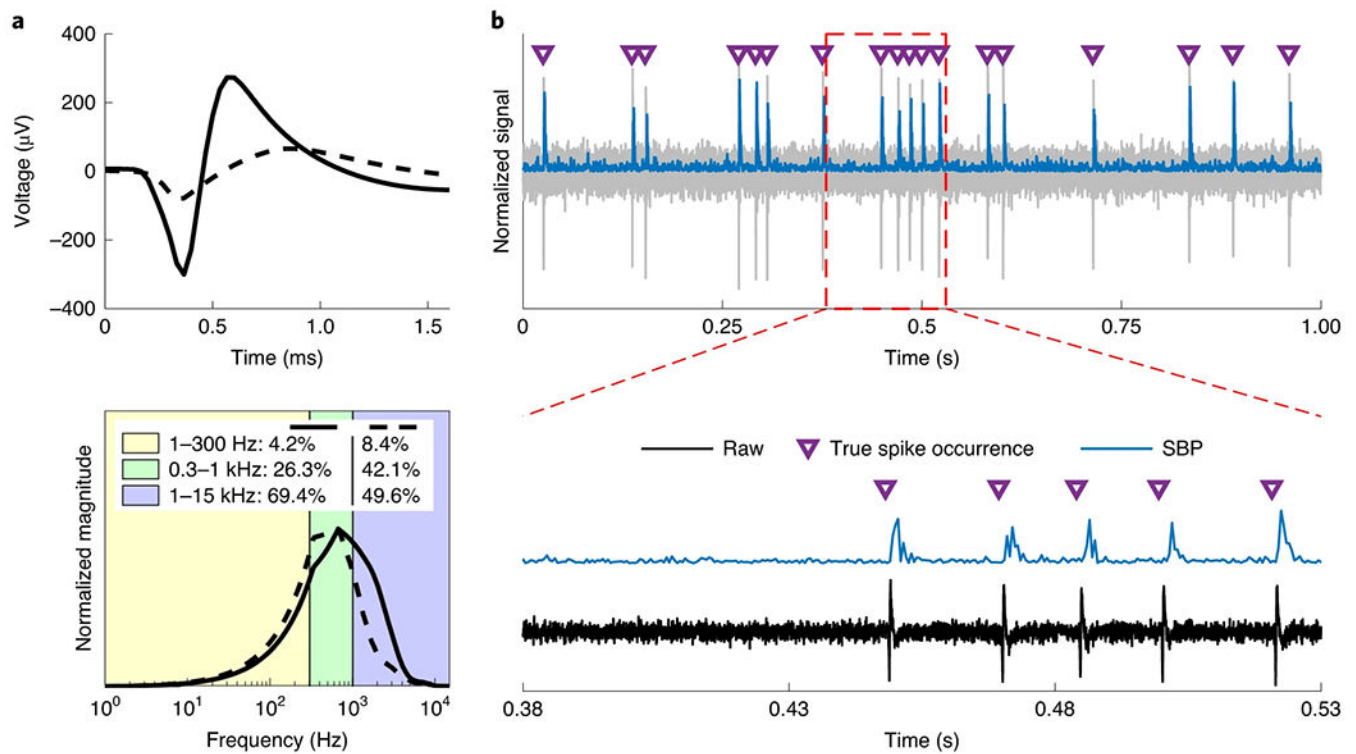 a
400
200
0
−200
−400
Voltage (µV)
0
0.5
1.0
1.5
Time (ms)
1–300 Hz: 4.2%
8.4%
0.3–1 kHz: 26.3%
42.1%
1–15 kHz: 69.4%
49.6%
Normalized magnitude
10⁰
10¹
10²
10³
10⁴
Frequency (Hz)
b
Normalized signal
0
0.25
0.5
0.75
1.00
Time (s)
Raw
True spike occurrence
SBP
0.38
0.43
0.48
0.53
Time (s)